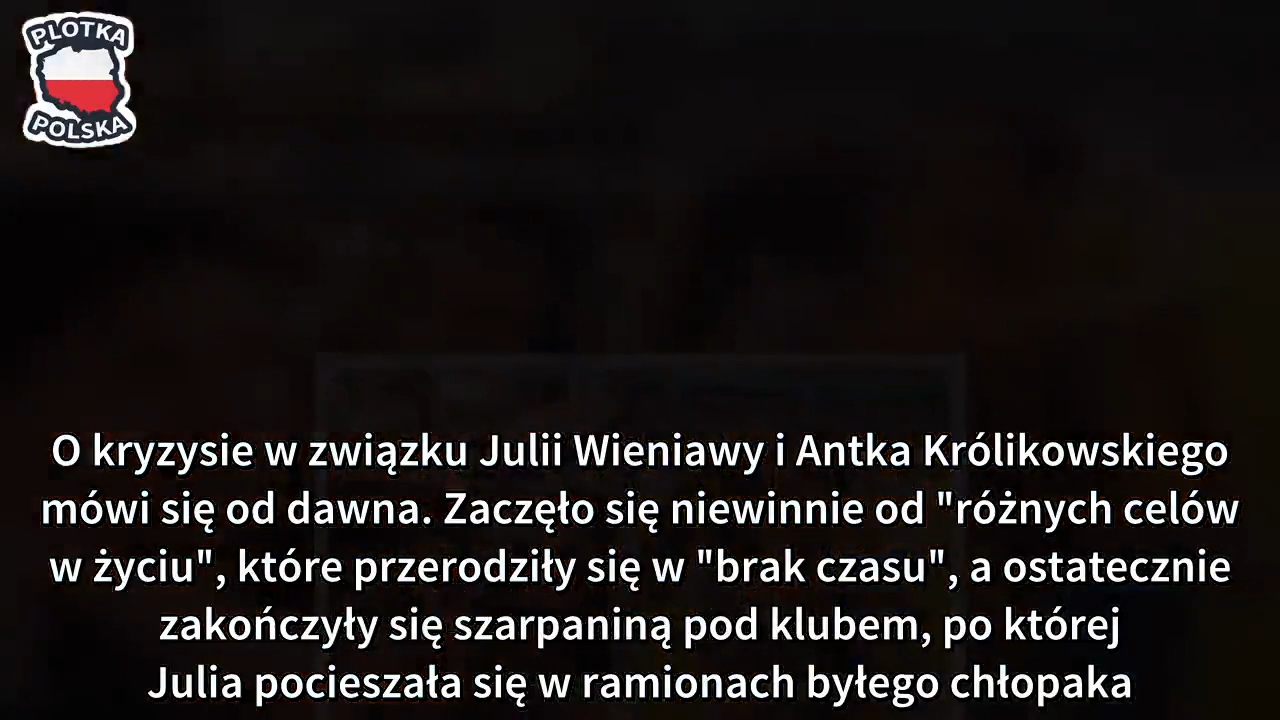 PLOTKA
POLSKA
O kryzysie w związku Julii Wieniawy i Antka Królikowskiego
mówi się od dawna. Zaczęło się niewinnie od "różnych celów
w życiu", które przerodziły się w "brak czasu", a ostatecznie
zakończyły się szarpaniną pod klubem, po której
Julia pocieszała się w ramionach byłego chłopaka